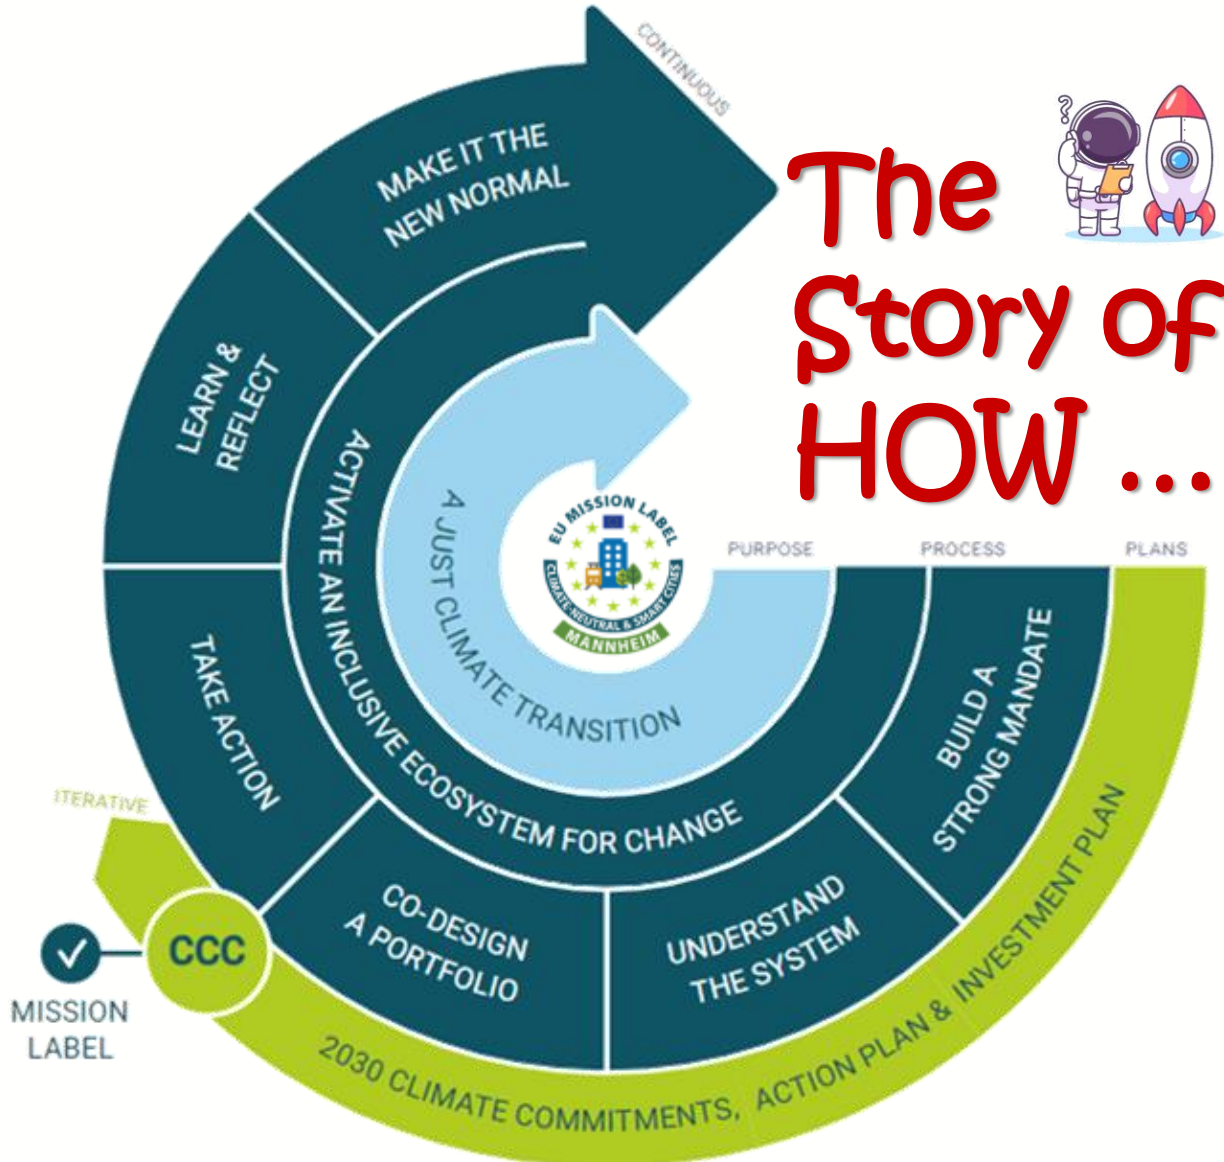 The
Story of
HOW ...
?
CONTINUOUS
MAKE IT THE
NEW NORMAL
LEARN &
REFLECT
TAKE ACTION
CO-DESIGN
A PORTFOLIO
UNDERSTAND
THE SYSTEM
BUILD A
STRONG MANDATE
ACTIVATE AN INCLUSIVE ECOSYSTEM FOR CHANGE
A JUST CLIMATE TRANSITION
EU MISSION LABEL
CLIMATE-NEUTRAL & SMART CITIES
MANNHEIM
PURPOSE
PROCESS
PLANS
ITERATIVE
CCC
MISSION
LABEL
2030 CLIMATE COMMITMENTS, ACTION PLAN & INVESTMENT PLAN